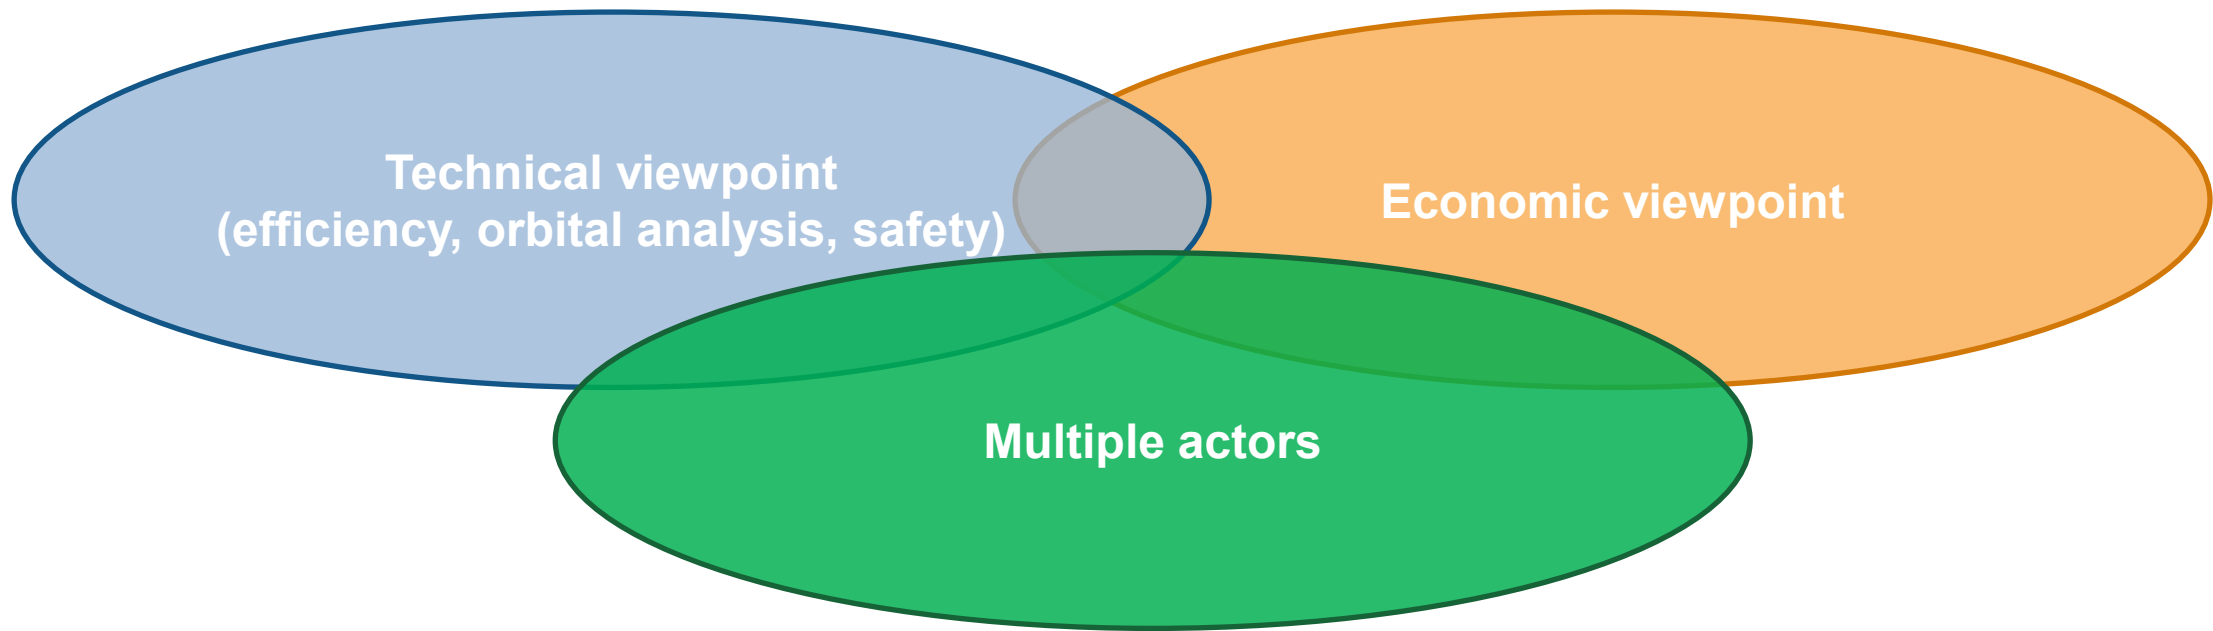 Technical viewpoint
(efficiency, orbital analysis, safety)
Economic viewpoint
Multiple actors